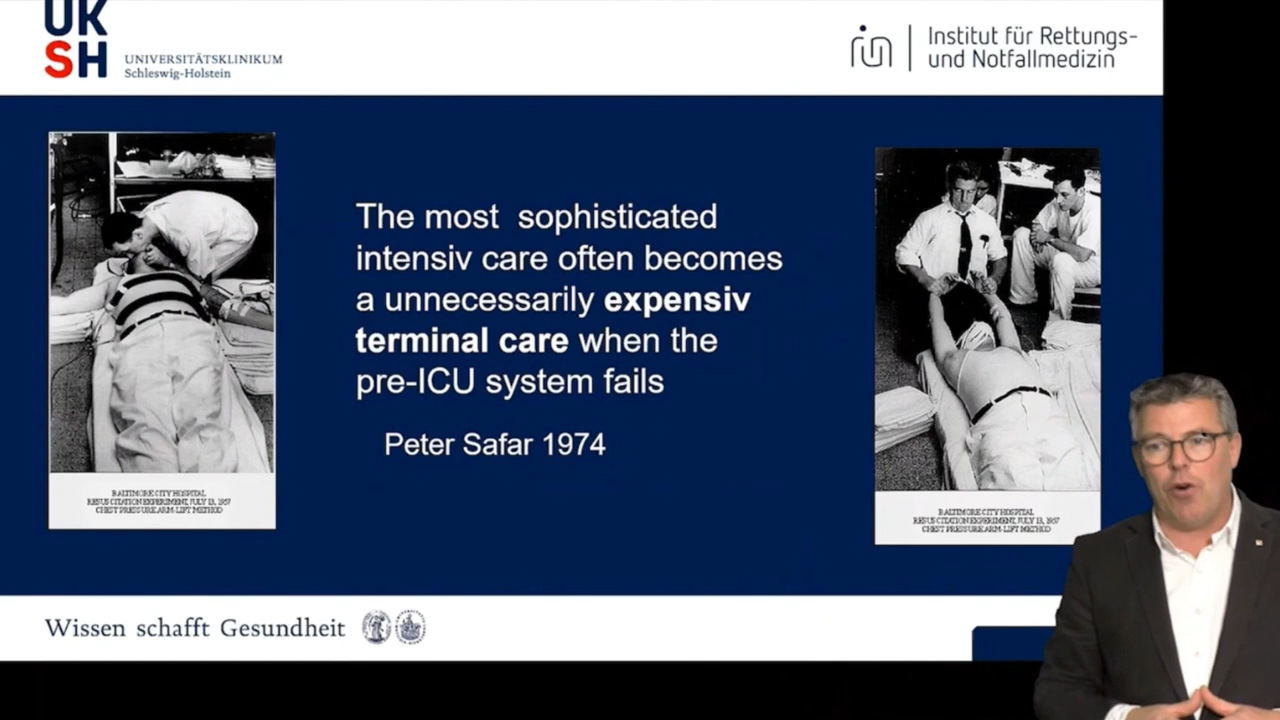 UK
SH
UNIVERSITÄTSKLINIKUM
Schleswig-Holstein
Institut für Rettungs-
und Notfallmedizin
The most sophisticated
intensiv care often becomes
a unnecessarily expensiv
terminal care when the
pre-ICU system fails
Peter Safar 1974
BALTIMORE CITY HOSPITAL
RESUSCITATION EXPERIMENT, JULY 13, 1957
CHEST PRESSURE ARM-LIFT METHOD
BALTIMORE CITY HOSPITAL
RESUSCITATION EXPERIMENT, JULY 13, 1957
CHEST PRESSURE ARM-LIFT METHOD
Wissen schafft Gesundheit